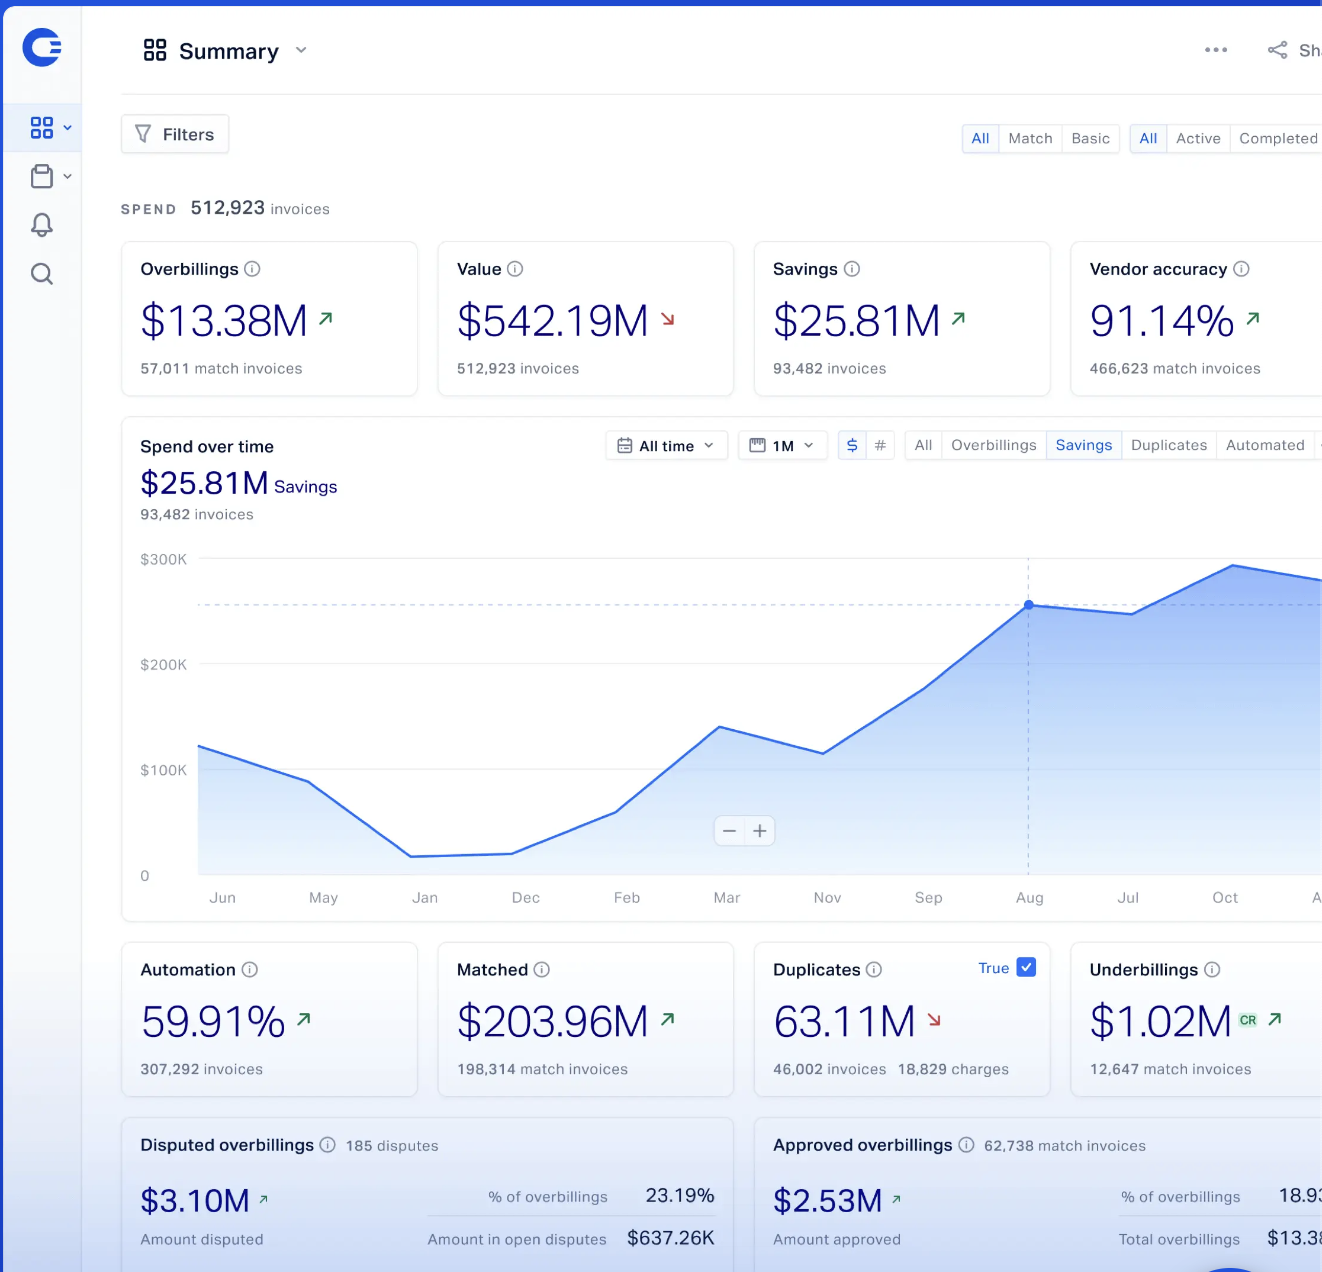 Summary
Filters
All Match Basic All Active Completed
SPEND 512,923 invoices
Overbillings
$13.38M
57,011 match invoices
Value
$542.19M
512,923 invoices
Savings
$25.81M
93,482 invoices
Vendor accuracy
91.14%
466,623 match invoices
Spend over time
All time 1M $ # All Overbillings Savings Duplicates Automated
$25.81M Savings
93,482 invoices
$300K
$200K
$100K
0
Jun May Jan Dec Feb Mar Nov Sep Aug Jul Oct
Automation
59.91%
307,292 invoices
Matched
$203.96M
198,314 match invoices
Duplicates True
63.11M
46,002 invoices 18,829 charges
Underbillings
$1.02M CR
12,647 match invoices
Disputed overbillings 185 disputes
$3.10M
Amount disputed
% of overbillings 23.19%
Amount in open disputes $637.26K
Approved overbillings 62,738 match invoices
$2.53M
Amount approved
% of overbillings 18.93
Total overbillings